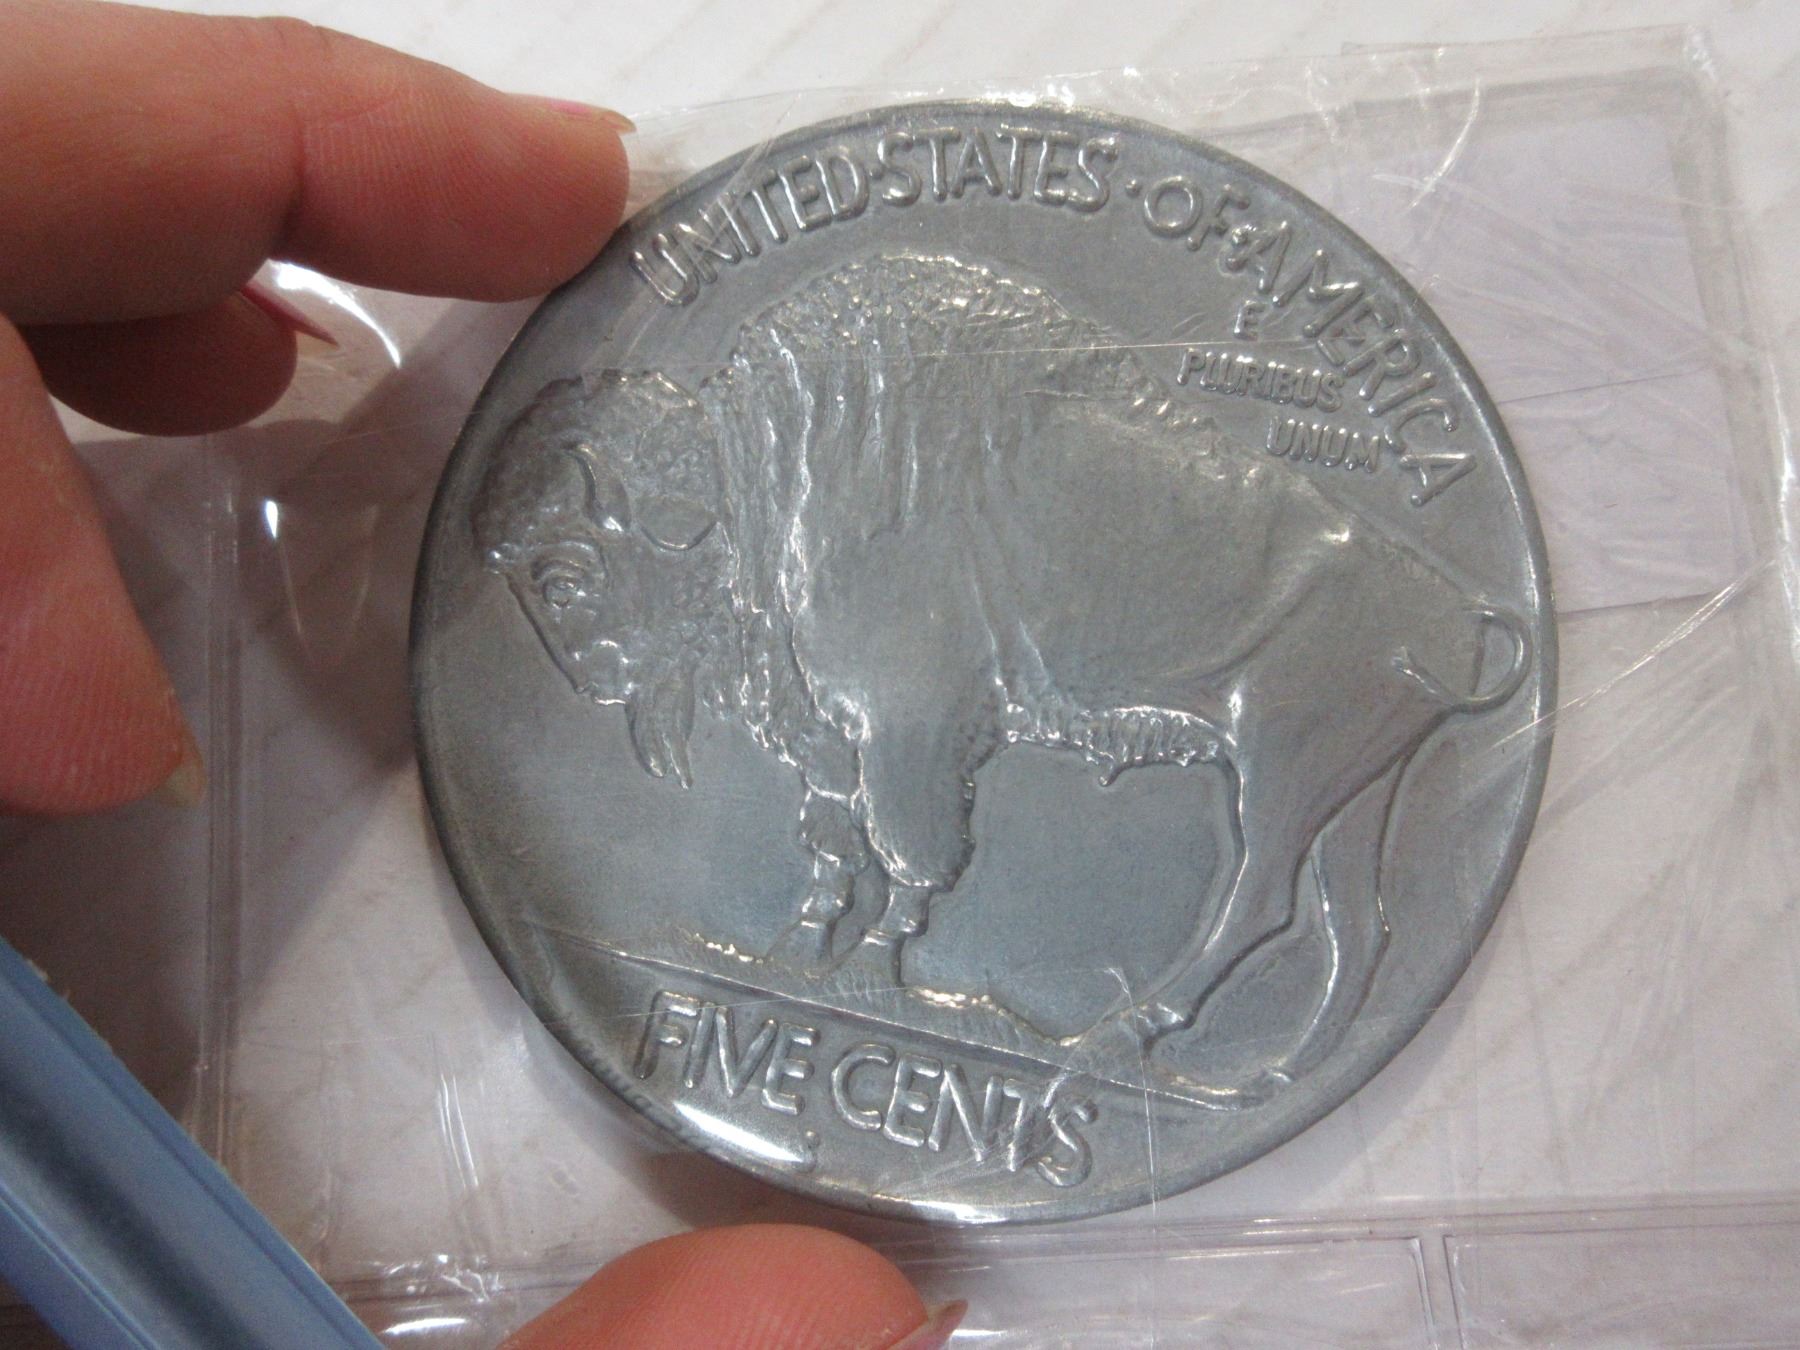 UNITED·STATES·OF·AMERICA
E
PLURIBUS
UNUM
FIVE CENTS